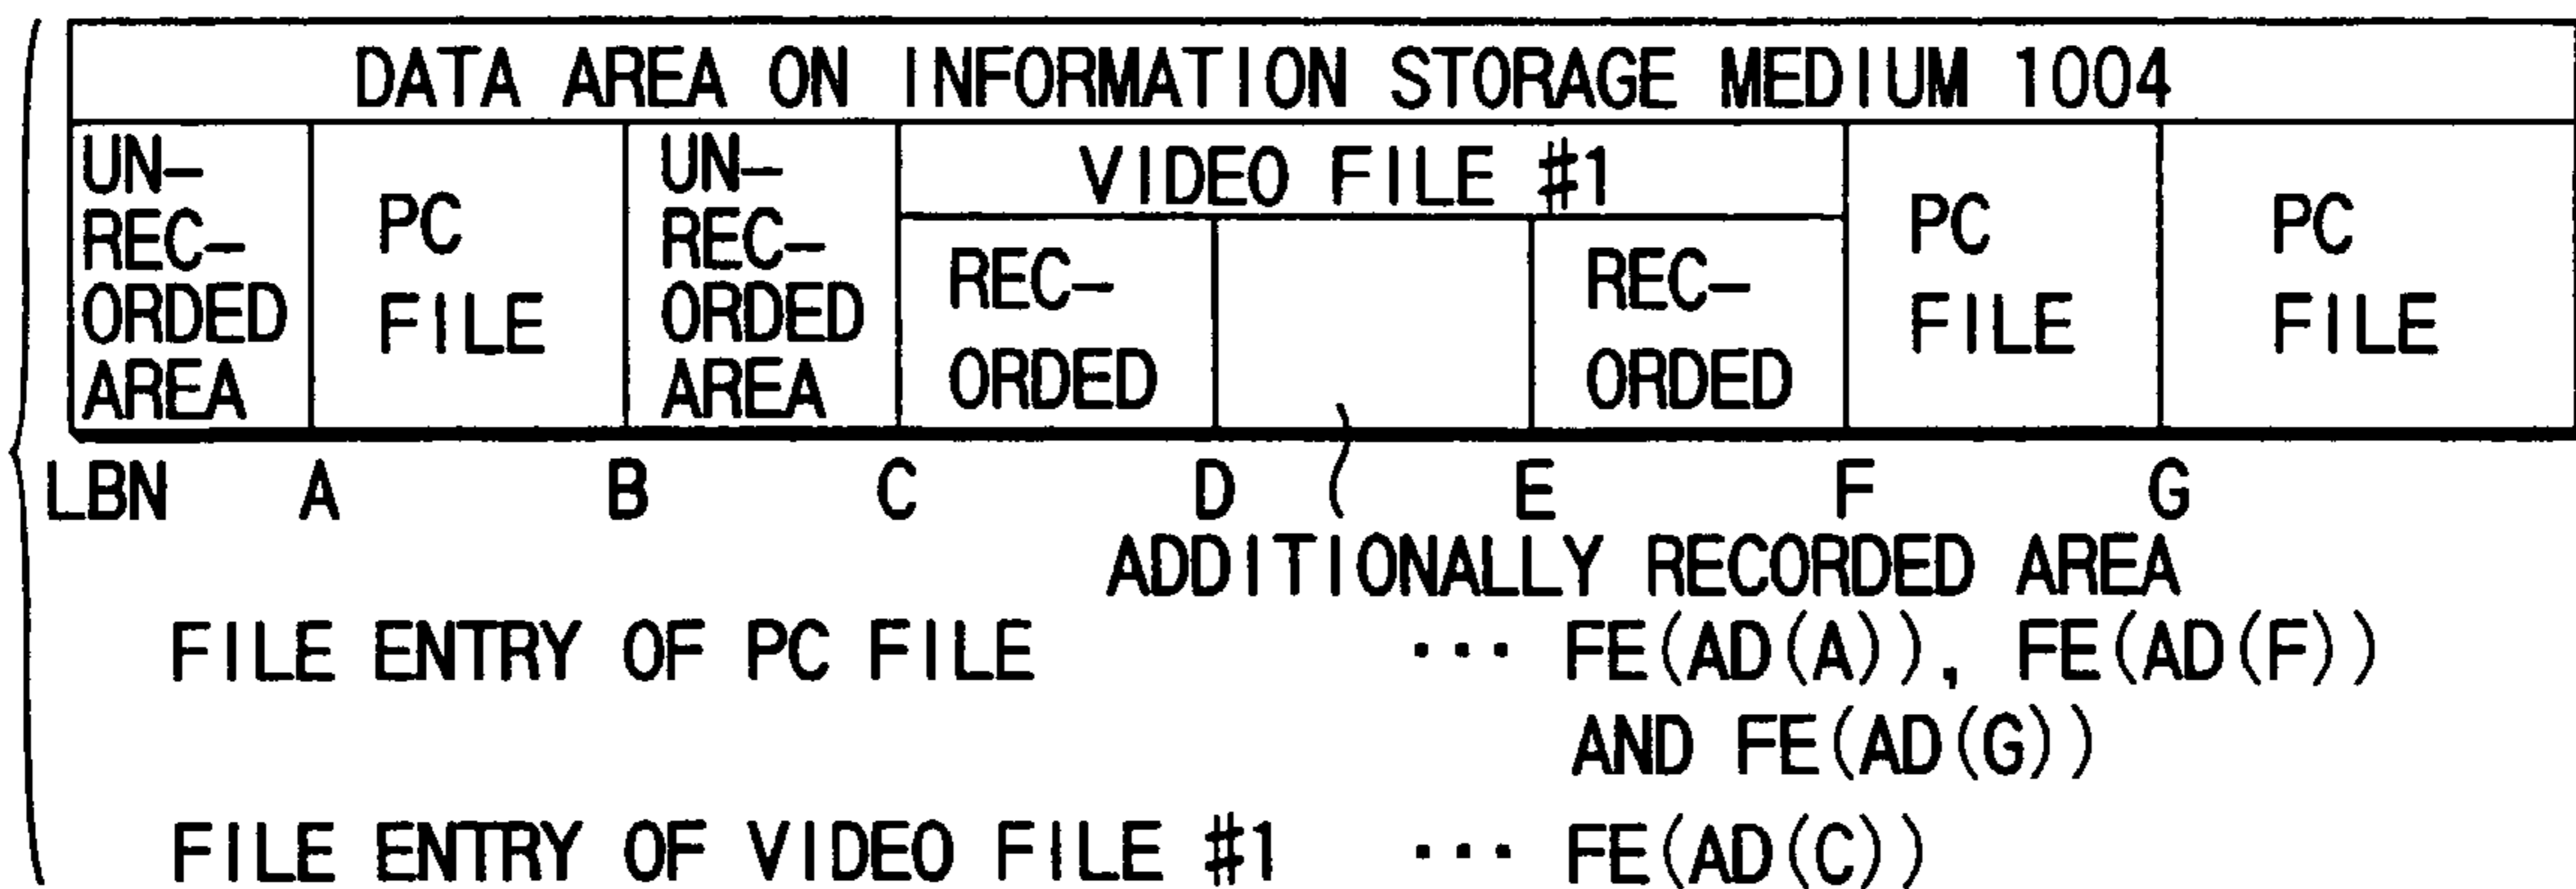 DATA AREA ON INFORMATION STORAGE MEDIUM 1004
UN-
REC-
ORDED
AREA
PC
FILE
UN-
REC-
ORDED
AREA
VIDEO FILE #1
REC-
ORDED
REC-
ORDED
PC
FILE
PC
FILE
LBN A B C D E F G
ADDITIONALLY RECORDED AREA
FILE ENTRY OF PC FILE ··· FE(AD(A)), FE(AD(F))
AND FE(AD(G))
FILE ENTRY OF VIDEO FILE #1 ··· FE(AD(C))